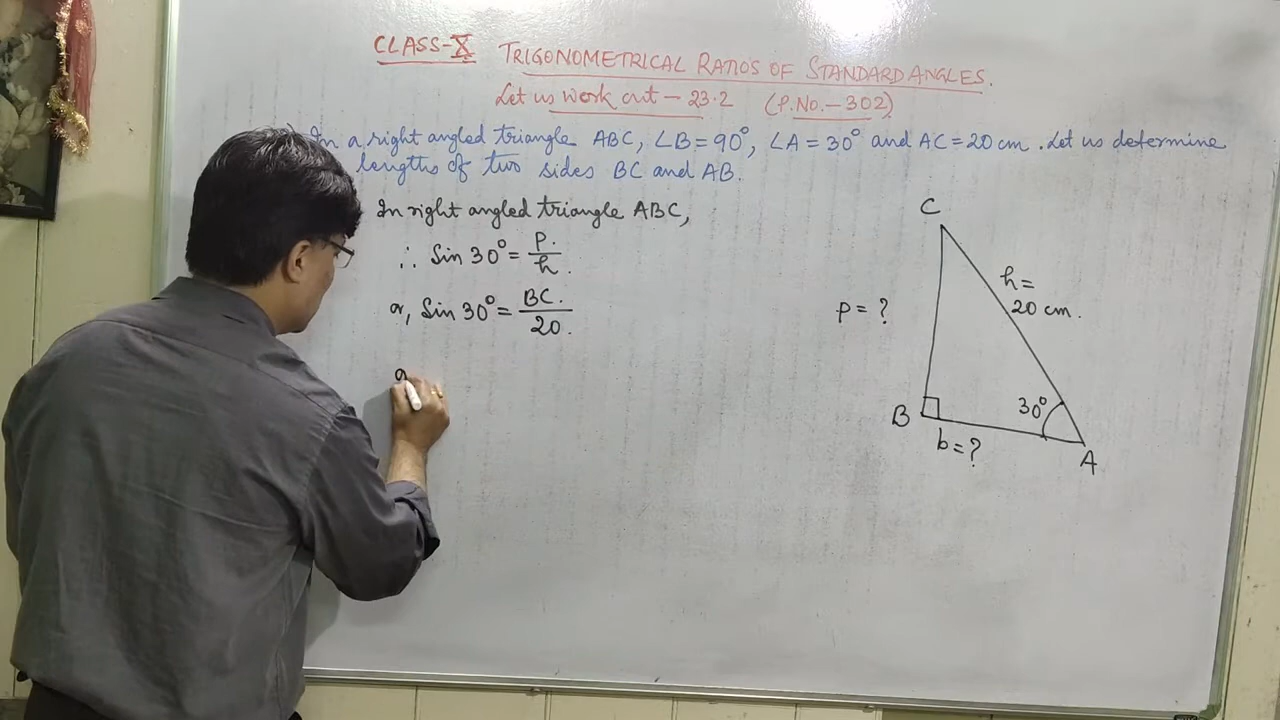 CLASS-X TRIGONOMETRICAL RATIOS OF STANDARD ANGLES.
Let us work out - 23.2 (P.No.-302)
In a right angled triangle ABC, ∠B=90°, ∠A=30° and AC=20 cm. Let us determine
lengths of two sides BC and AB.
In right angled triangle ABC,
∴ Sin 30° = P/h.
or, Sin 30° = BC./20.
C
h=
20 cm.
P = ?
30°
B
b=?
A